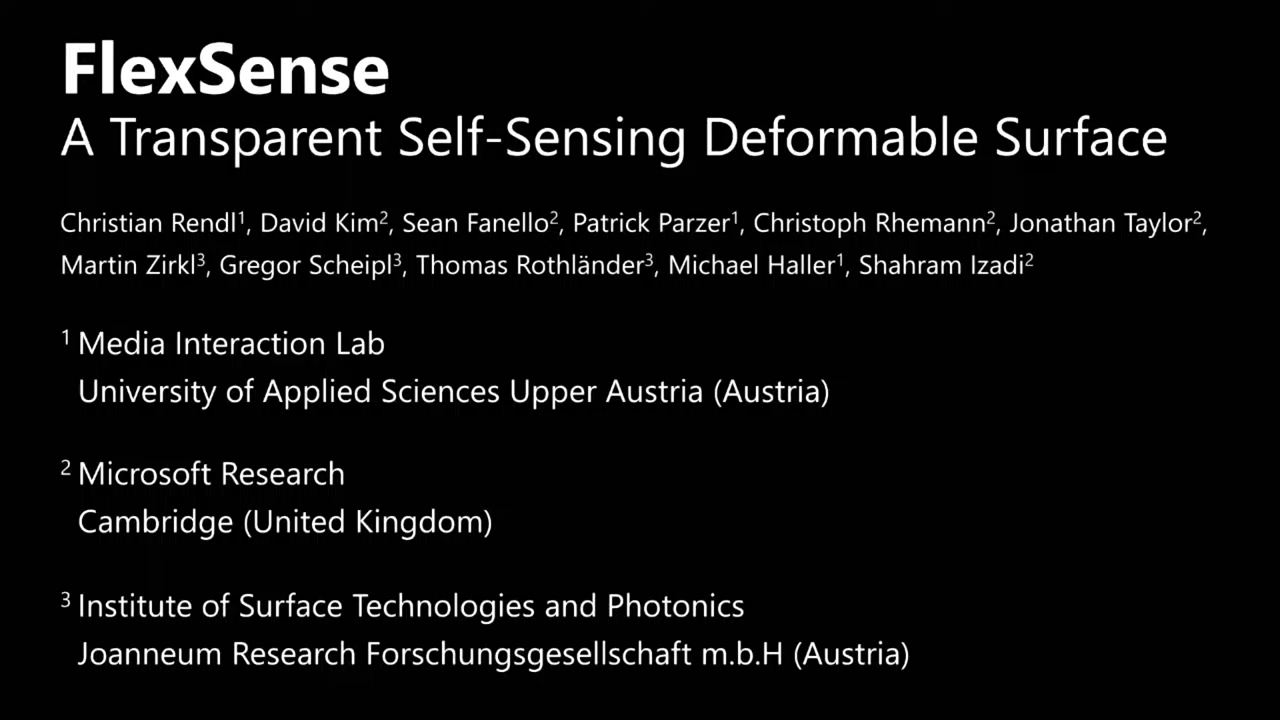 FlexSense
A Transparent Self-Sensing Deformable Surface
Christian Rendl¹, David Kim², Sean Fanello², Patrick Parzer¹, Christoph Rhemann², Jonathan Taylor²,
Martin Zirkl³, Gregor Scheipl³, Thomas Rothländer³, Michael Haller¹, Shahram Izadi²
¹ Media Interaction Lab
University of Applied Sciences Upper Austria (Austria)
² Microsoft Research
Cambridge (United Kingdom)
³ Institute of Surface Technologies and Photonics
Joanneum Research Forschungsgesellschaft m.b.H (Austria)